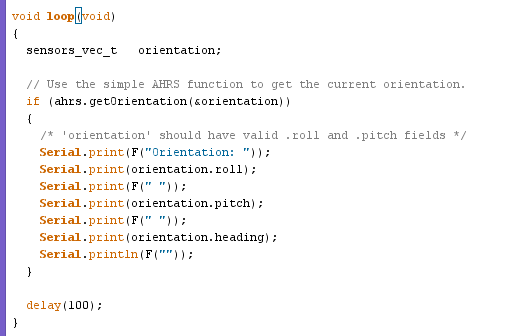 void loop(void)
{
  sensors_vec_t   orientation;

  // Use the simple AHRS function to get the current orientation.
  if (ahrs.getOrientation(&orientation))
  {
    /* 'orientation' should have valid .roll and .pitch fields */
    Serial.print(F("Orientation: "));
    Serial.print(orientation.roll);
    Serial.print(F(" "));
    Serial.print(orientation.pitch);
    Serial.print(F(" "));
    Serial.print(orientation.heading);
    Serial.println(F(""));
  }

  delay(100);
}